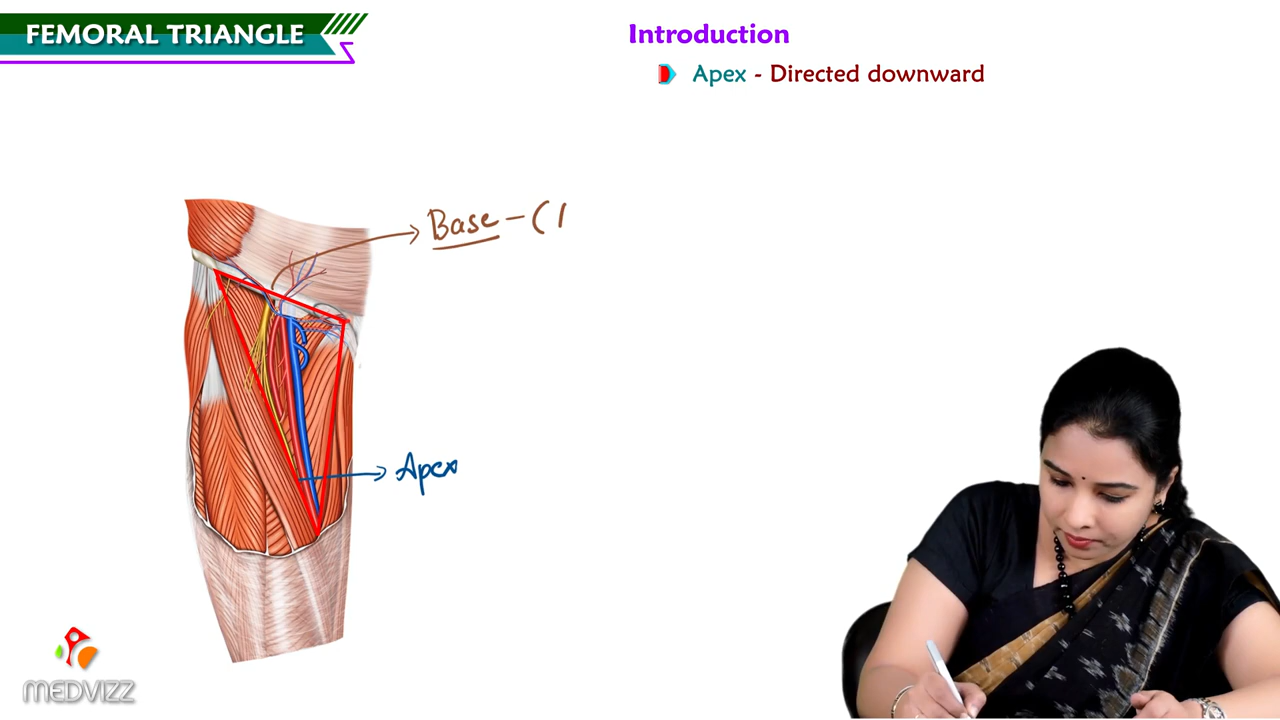 FEMORAL TRIANGLE
Introduction
Apex - Directed downward
Base - (
Apex
MEDVIZZ